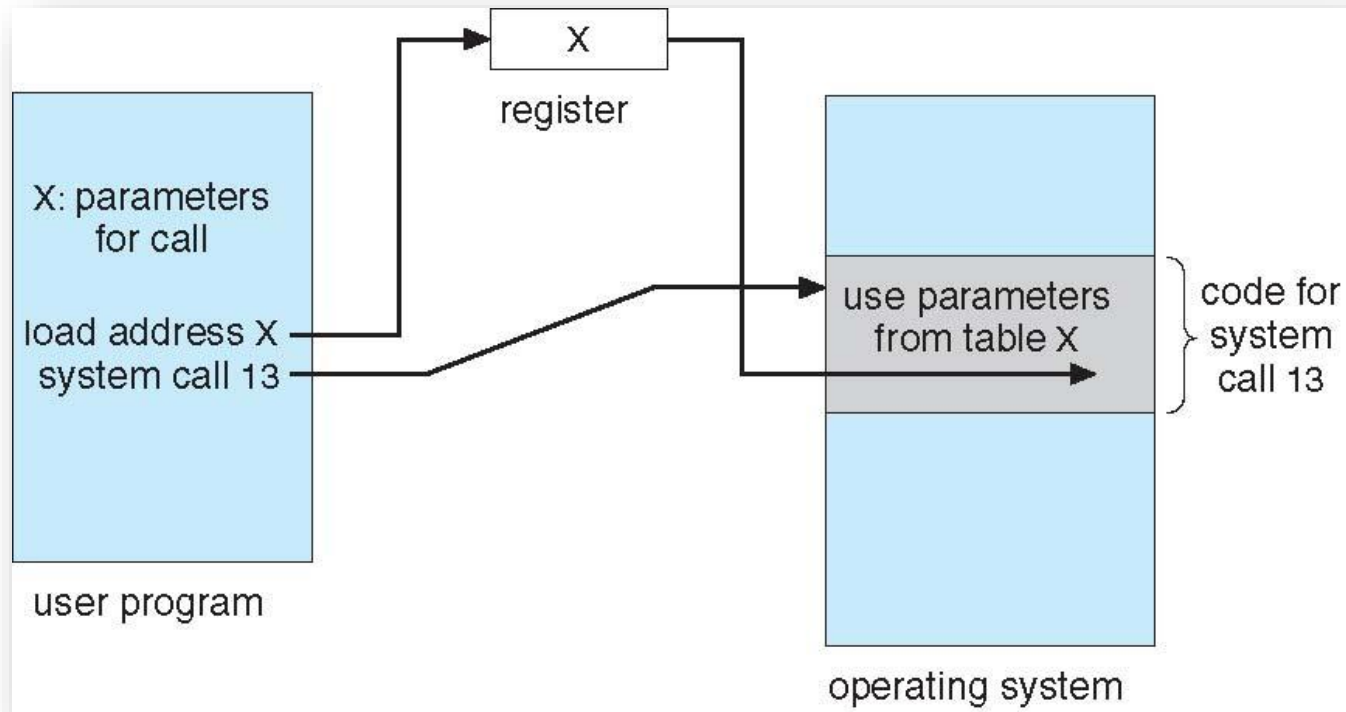 X
register
X: parameters
for call
load address X
system call 13
user program
use parameters
from table X
code for
system
call 13
operating system